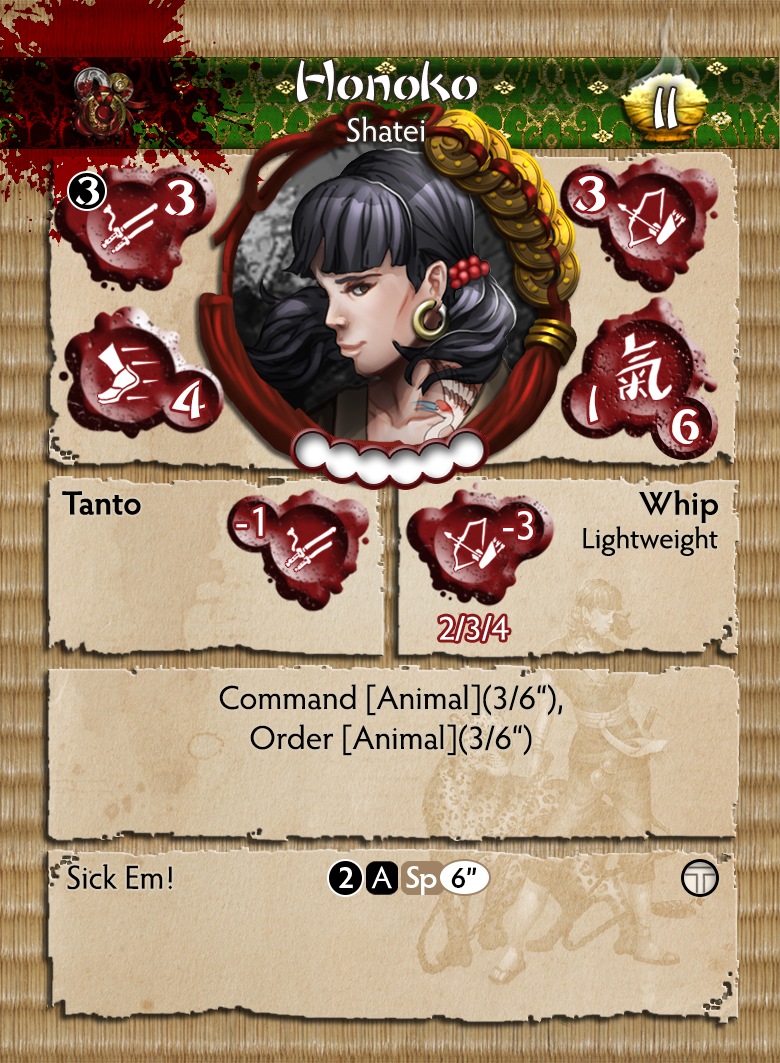 Honoko
11
Shatei
3 3
3
4
氣
1 6
Tanto
-1
-3
Whip
Lightweight
2/3/4
Command [Animal](3/6“),
Order [Animal](3/6“)
Sick Em! 2 A Sp 6” T